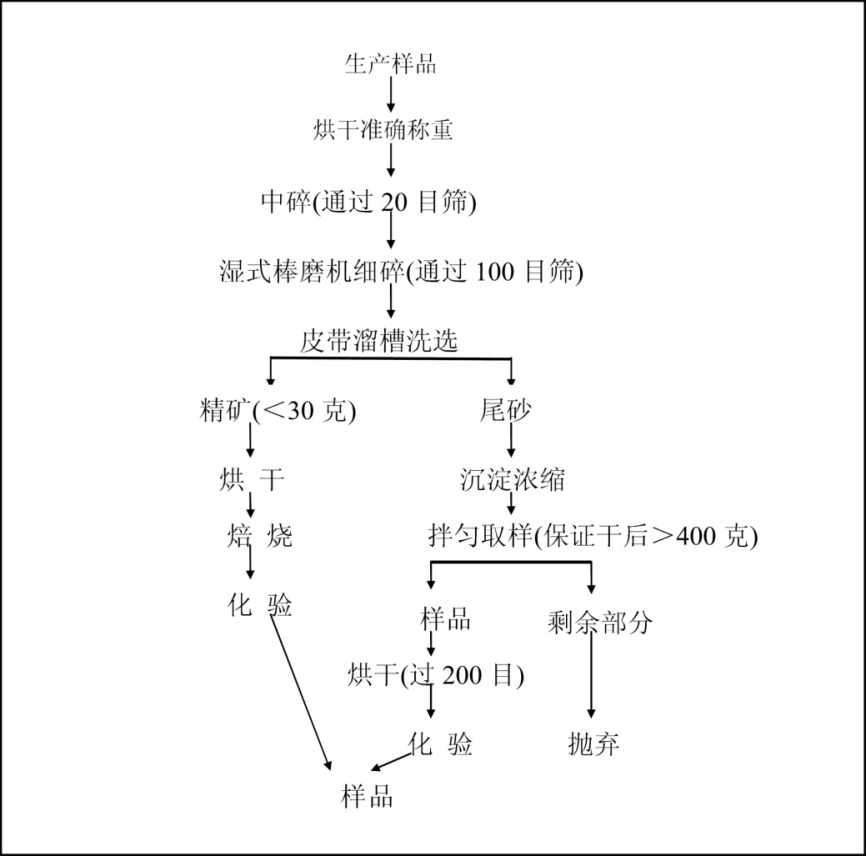 生产样品
烘干准确称重
中碎(通过 20 目筛)
湿式棒磨机细碎(通过 100 目筛)
皮带溜槽洗选
精矿(＜30 克)
尾砂
烘 干
沉淀浓缩
焙 烧
拌匀取样(保证干后＞400 克)
化 验
样品
剩余部分
烘干(过 200 目)
化 验
抛弃
样品